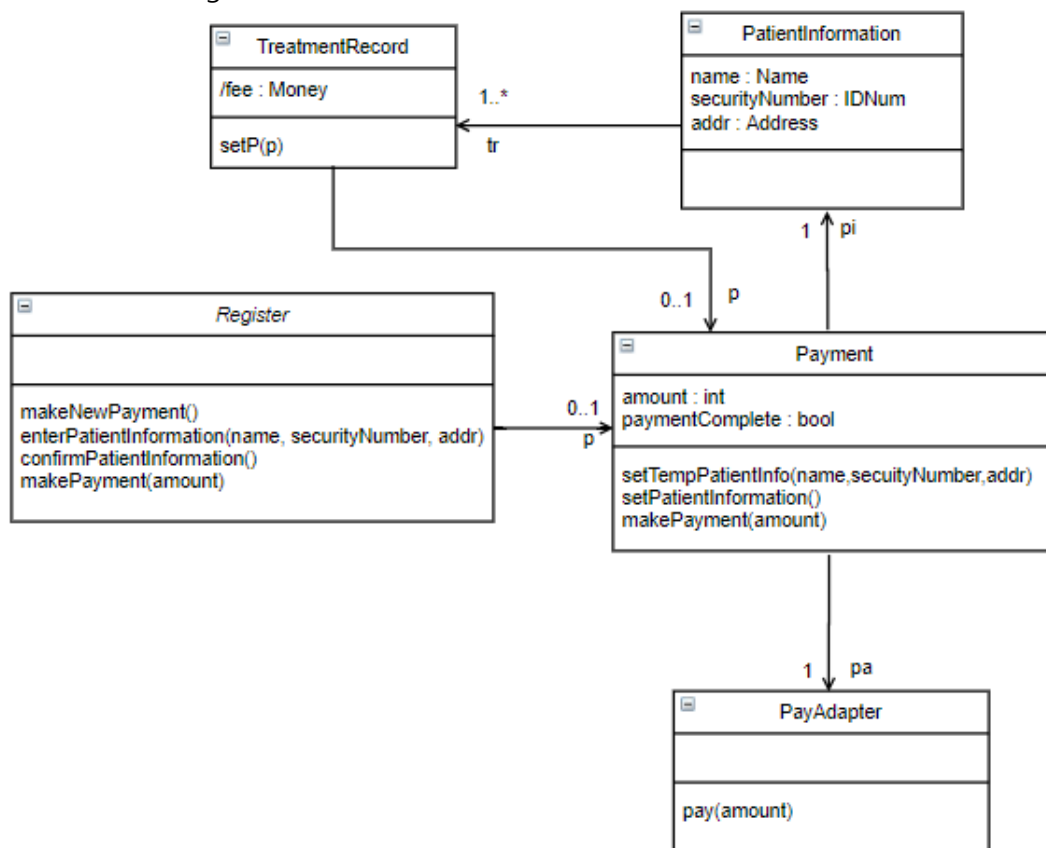 TreatmentRecord
/fee : Money
setP(p)
PatientInformation
name : Name
securityNumber : IDNum
addr : Address
1..*
tr
1
pi
0..1
p
Register
makeNewPayment()
enterPatientInformation(name, securityNumber, addr)
confirmPatientInformation()
makePayment(amount)
0..1
p
Payment
amount : int
paymentComplete : bool
setTempPatientInfo(name,secuityNumber,addr)
setPatientInformation()
makePayment(amount)
1
pa
PayAdapter
pay(amount)